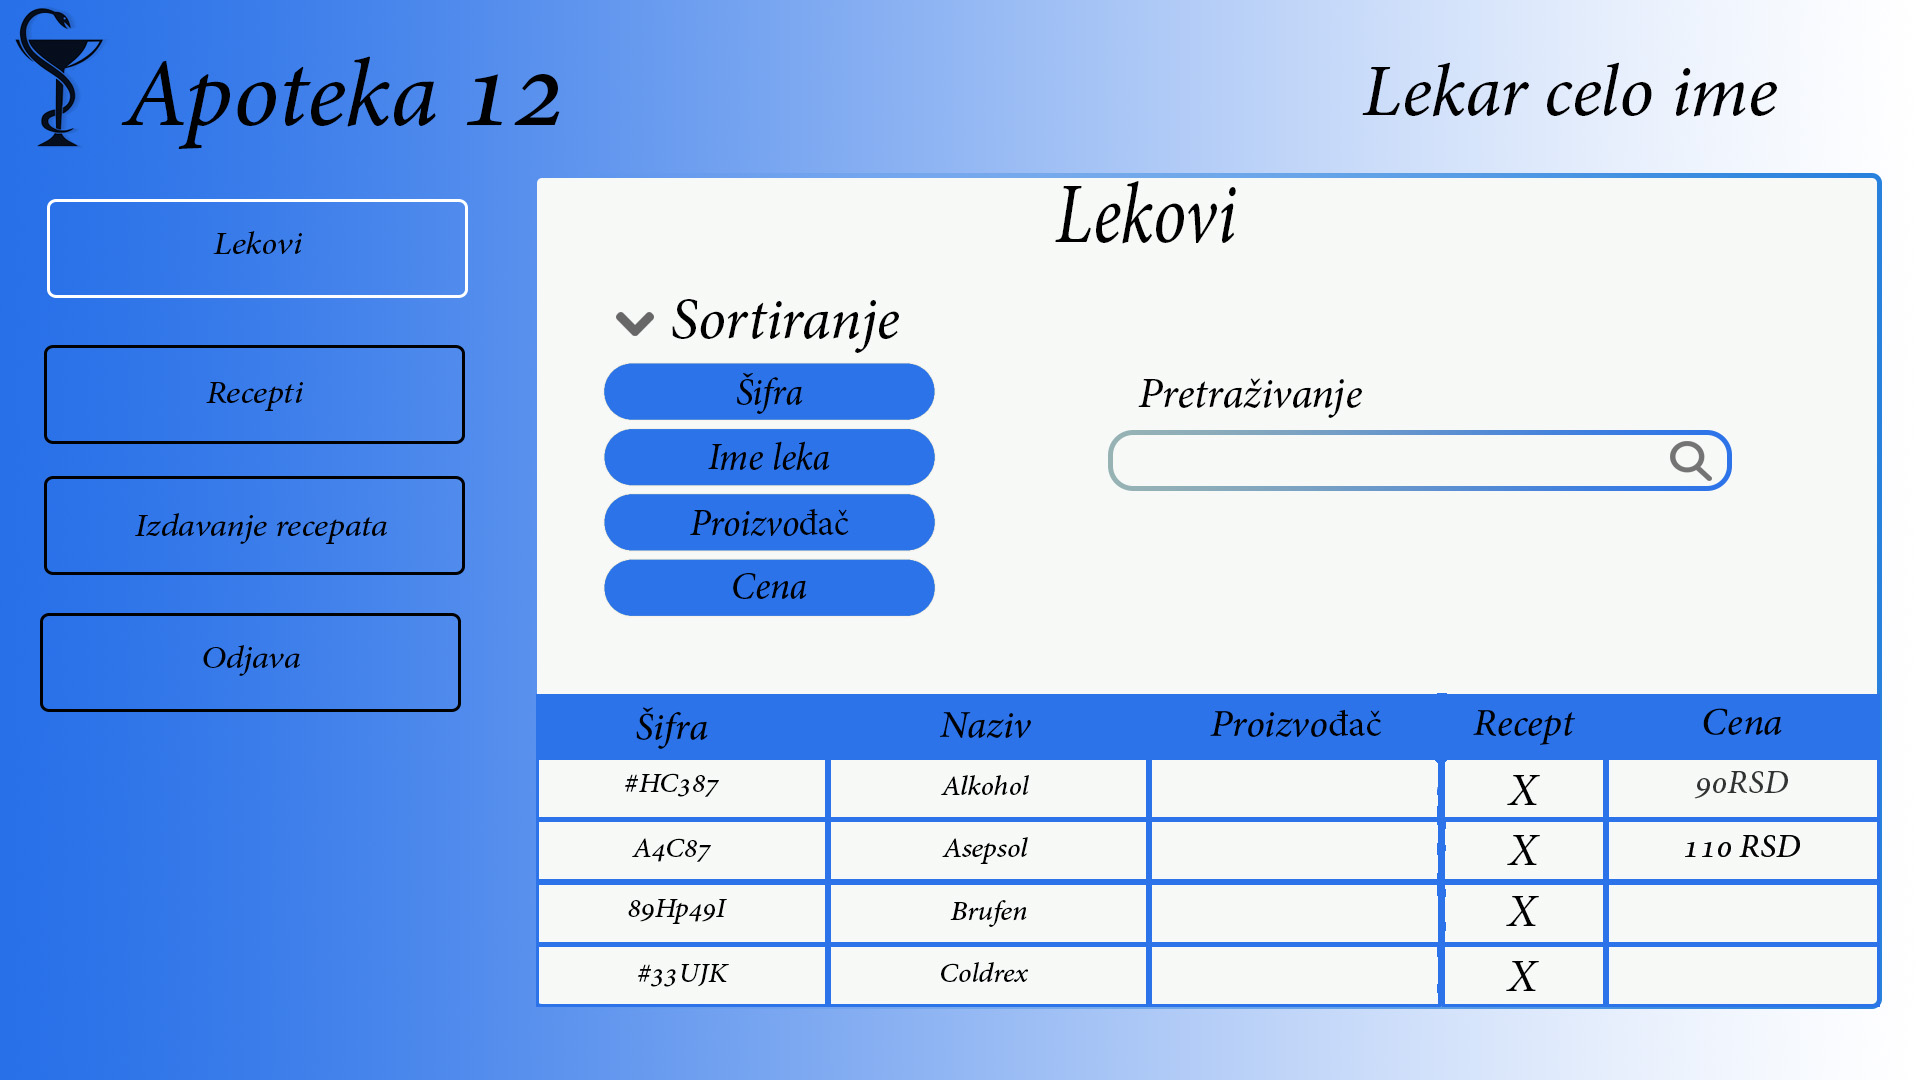 Apoteka 12
Lekar celo ime
Lekovi
Recepti
Izdavanje recepata
Odjava
Lekovi
Sortiranje
Šifra
Ime leka
Proizvođač
Cena
Pretraživanje
Šifra Naziv Proizvođač Recept Cena
#HC387 Alkohol X 90RSD
A4C87 Asepsol X 110 RSD
89Hp49I Brufen X
#33UJK Coldrex X